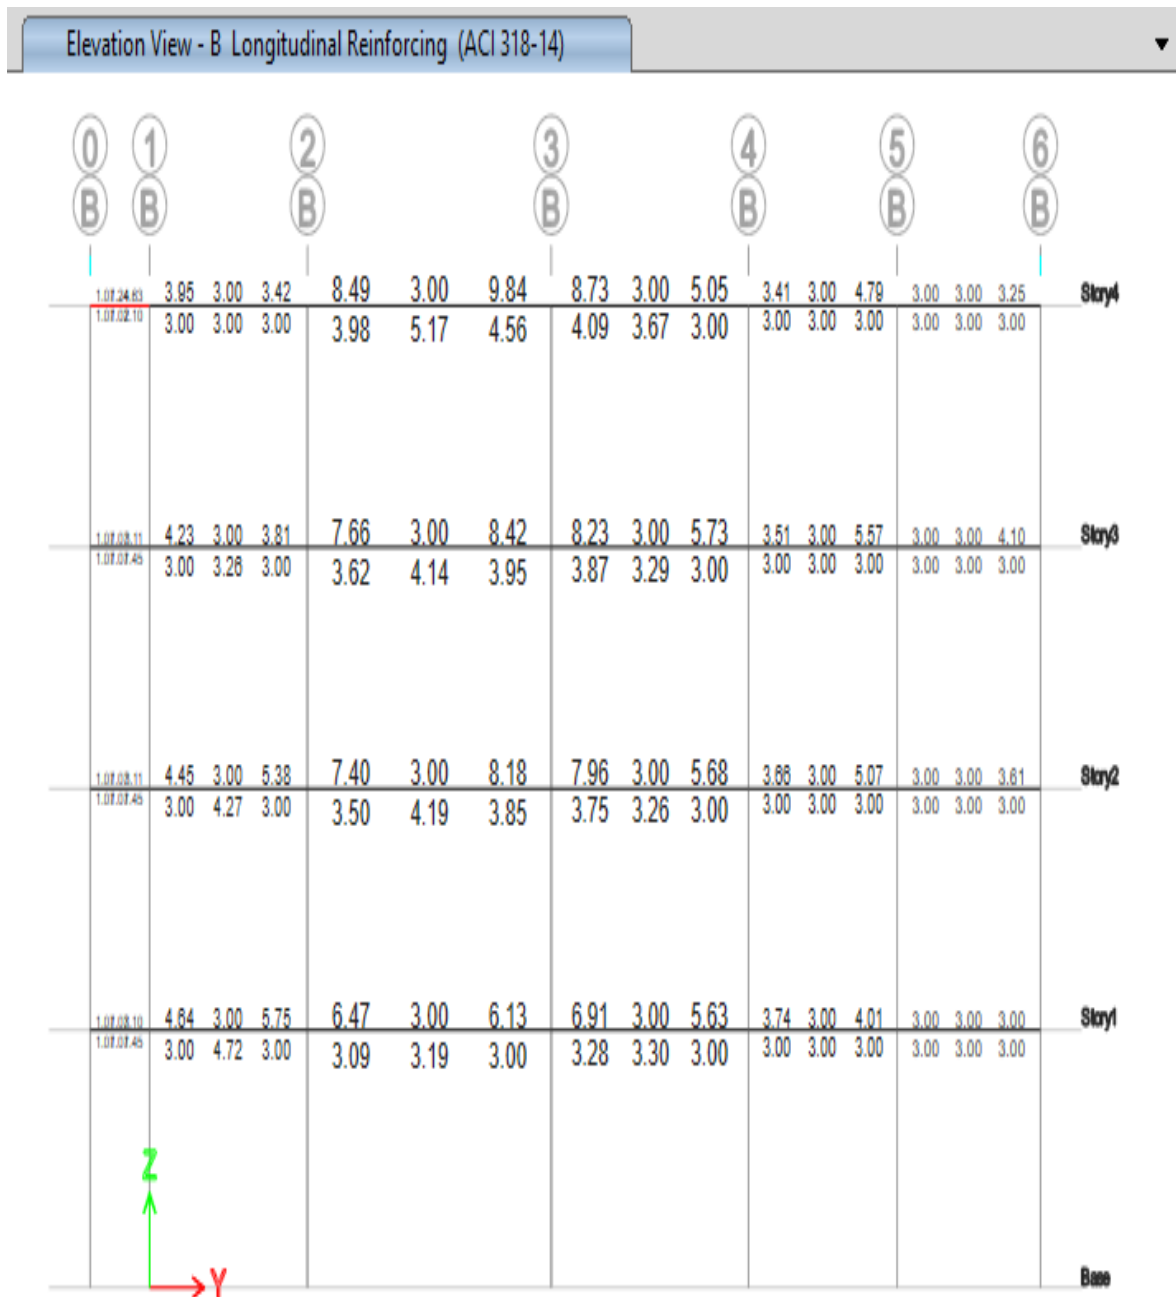 Elevation View - B Longitudinal Reinforcing (ACI 318-14)
0 1 2 3 4 5 6
B B B B B B B
3.95 3.00 3.42 8.49 3.00 9.84 8.73 3.00 5.05 3.41 3.00 4.79 3.00 3.00 3.25 Story4
3.00 3.00 3.00 3.98 5.17 4.56 4.09 3.67 3.00 3.00 3.00 3.00 3.00 3.00 3.00
4.23 3.00 3.81 7.66 3.00 8.42 8.23 3.00 5.73 3.51 3.00 5.57 3.00 3.00 4.10 Story3
3.00 3.26 3.00 3.62 4.14 3.95 3.87 3.29 3.00 3.00 3.00 3.00 3.00 3.00 3.00
4.45 3.00 5.38 7.40 3.00 8.18 7.96 3.00 5.68 3.66 3.00 5.07 3.00 3.00 3.61 Story2
3.00 4.27 3.00 3.50 4.19 3.85 3.75 3.26 3.00 3.00 3.00 3.00 3.00 3.00 3.00
4.64 3.00 5.75 6.47 3.00 6.13 6.91 3.00 5.63 3.74 3.00 4.01 3.00 3.00 3.00 Story1
3.00 4.72 3.00 3.09 3.19 3.00 3.28 3.30 3.00 3.00 3.00 3.00 3.00 3.00 3.00
Z
Y
Base